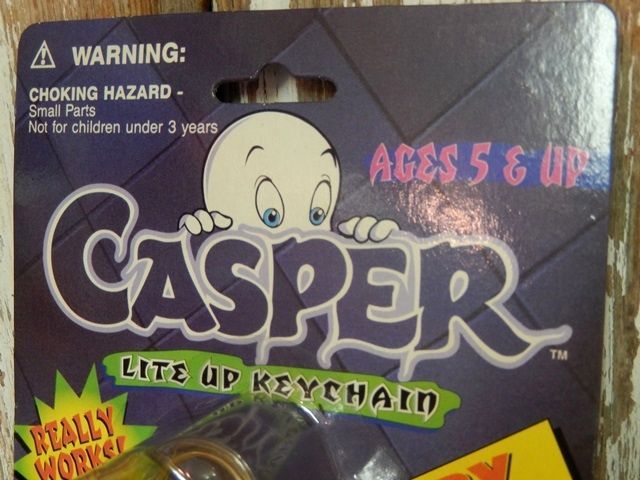 WARNING:
CHOKING HAZARD -
Small Parts
Not for children under 3 years
AGES 5 & UP
CASPER
TM
LITE UP KEYCHAIN
REALLY
WORKS!